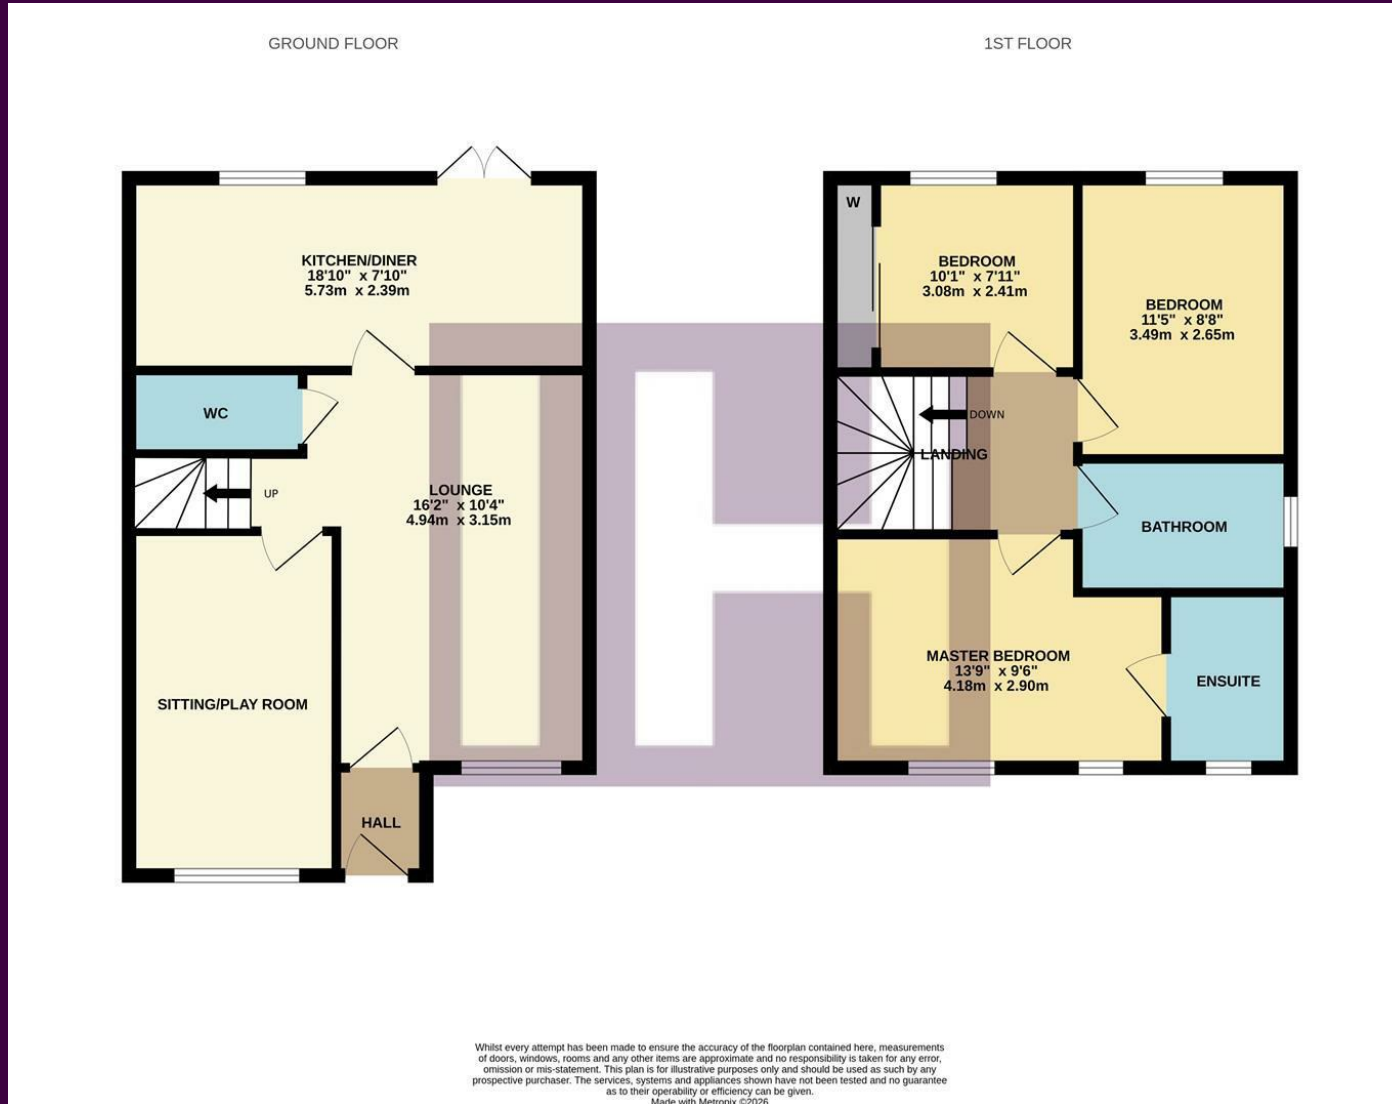 GROUND FLOOR
1ST FLOOR
KITCHEN/DINER
18'10" x 7'10"
5.73m x 2.39m
WC
UP
LOUNGE
16'2" x 10'4"
4.94m x 3.15m
SITTING/PLAY ROOM
HALL
W
BEDROOM
10'1" x 7'11"
3.08m x 2.41m
BEDROOM
11'5" x 8'8"
3.49m x 2.65m
DOWN
LANDING
BATHROOM
MASTER BEDROOM
13'9" x 9'6"
4.18m x 2.90m
ENSUITE
Whilst every attempt has been made to ensure the accuracy of the floorplan contained here, measurements
of doors, windows, rooms and any other items are approximate and no responsibility is taken for any error,
omission or mis-statement. This plan is for illustrative purposes only and should be used as such by any
prospective purchaser. The services, systems and appliances shown have not been tested and no guarantee
as to their operability or efficiency can be given.
Made with Metropix ©2026